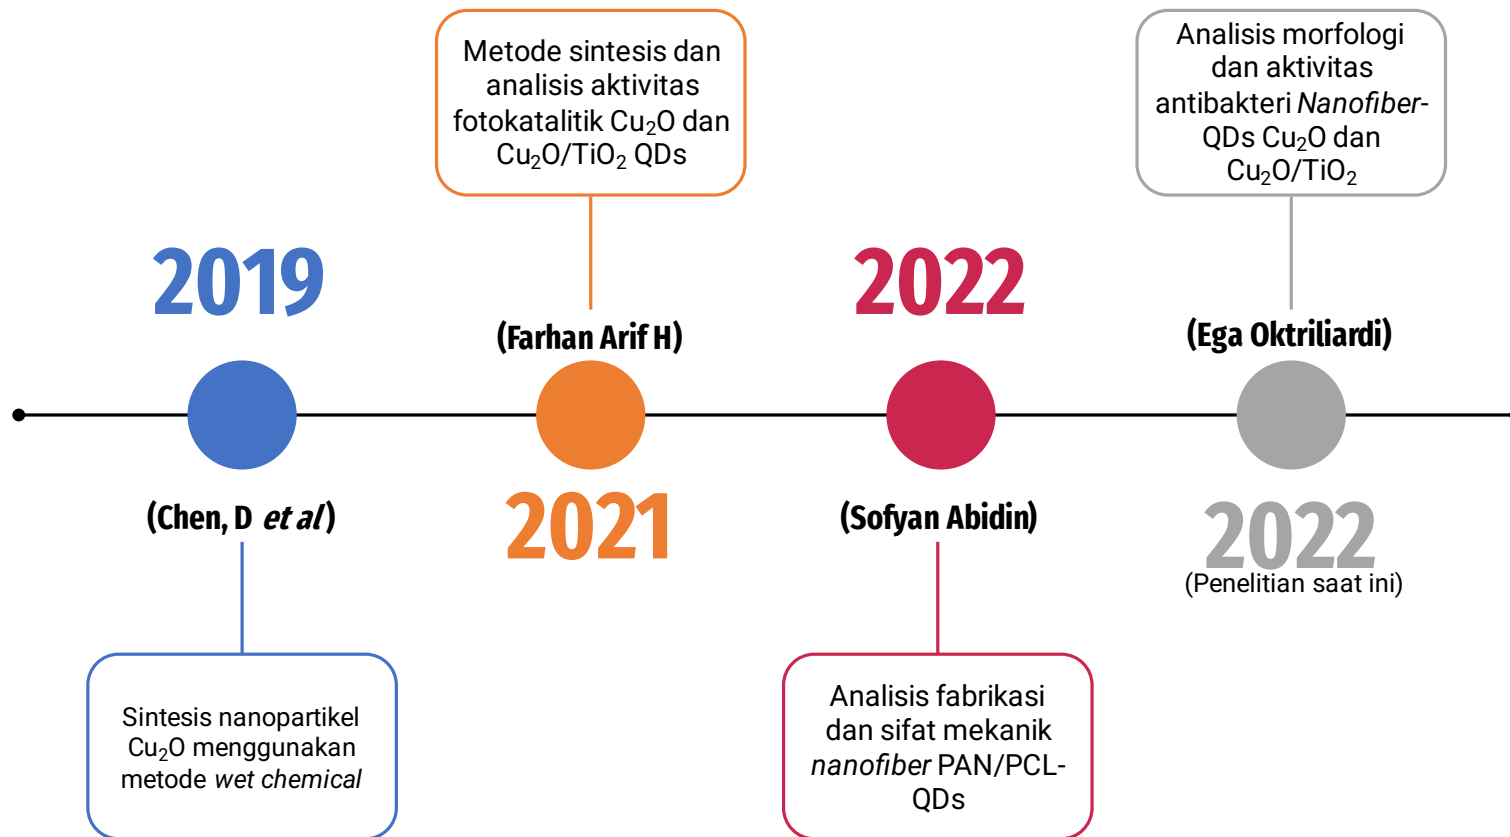 2019
(Chen, D et al)
Sintesis nanopartikel
Cu₂O menggunakan
metode wet chemical
Metode sintesis dan
analisis aktivitas
fotokatalitik Cu₂O dan
Cu₂O/TiO₂ QDs
(Farhan Arif H)
2021
2022
(Sofyan Abidin)
Analisis fabrikasi
dan sifat mekanik
nanofiber PAN/PCL-
QDs
Analisis morfologi
dan aktivitas
antibakteri Nanofiber-
QDs Cu₂O dan
Cu₂O/TiO₂
(Ega Oktriliardi)
2022
(Penelitian saat ini)